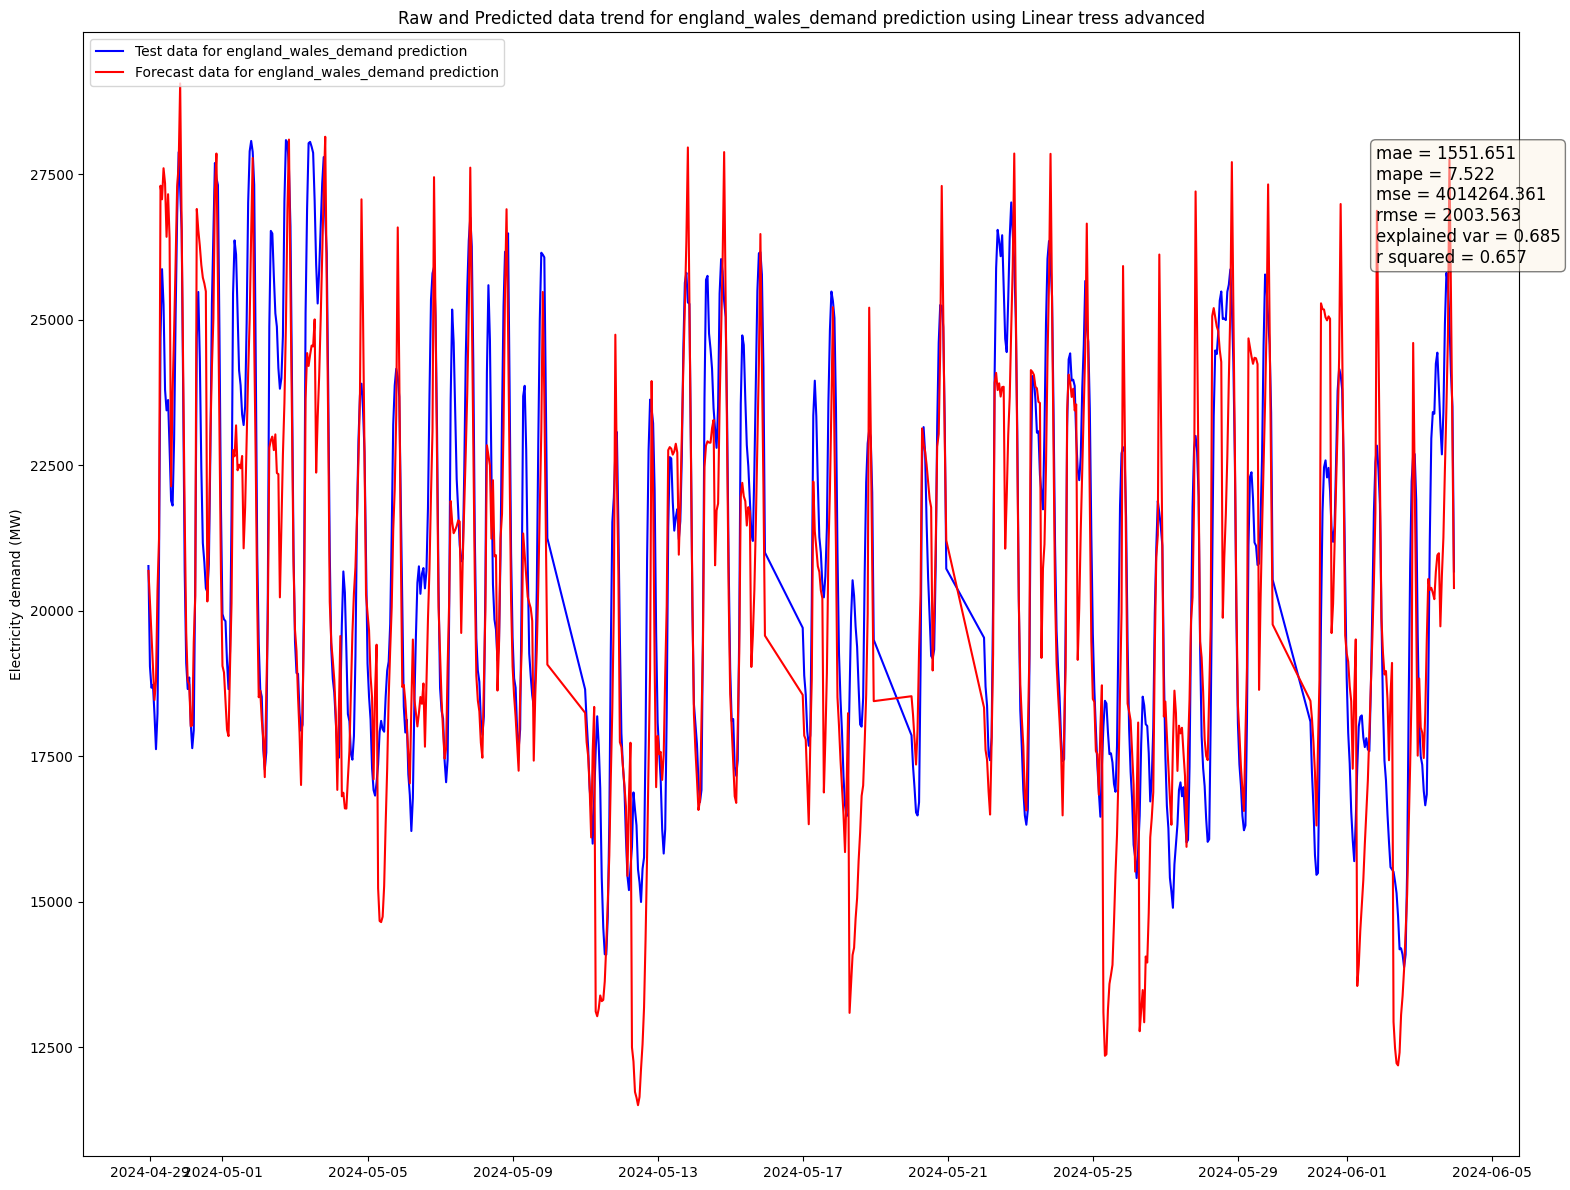 Raw and Predicted data trend for england_wales_demand prediction using Linear tress advanced
Test data for england_wales_demand prediction
Forecast data for england_wales_demand prediction
mae = 1551.651
mape = 7.522
mse = 4014264.361
rmse = 2003.563
explained var = 0.685
r squared = 0.657
Electricity demand (MW)
27500
25000
22500
20000
17500
15000
12500
2024-04-29 2024-05-01 2024-05-05 2024-05-09 2024-05-13 2024-05-17 2024-05-21 2024-05-25 2024-05-29 2024-06-01 2024-06-05